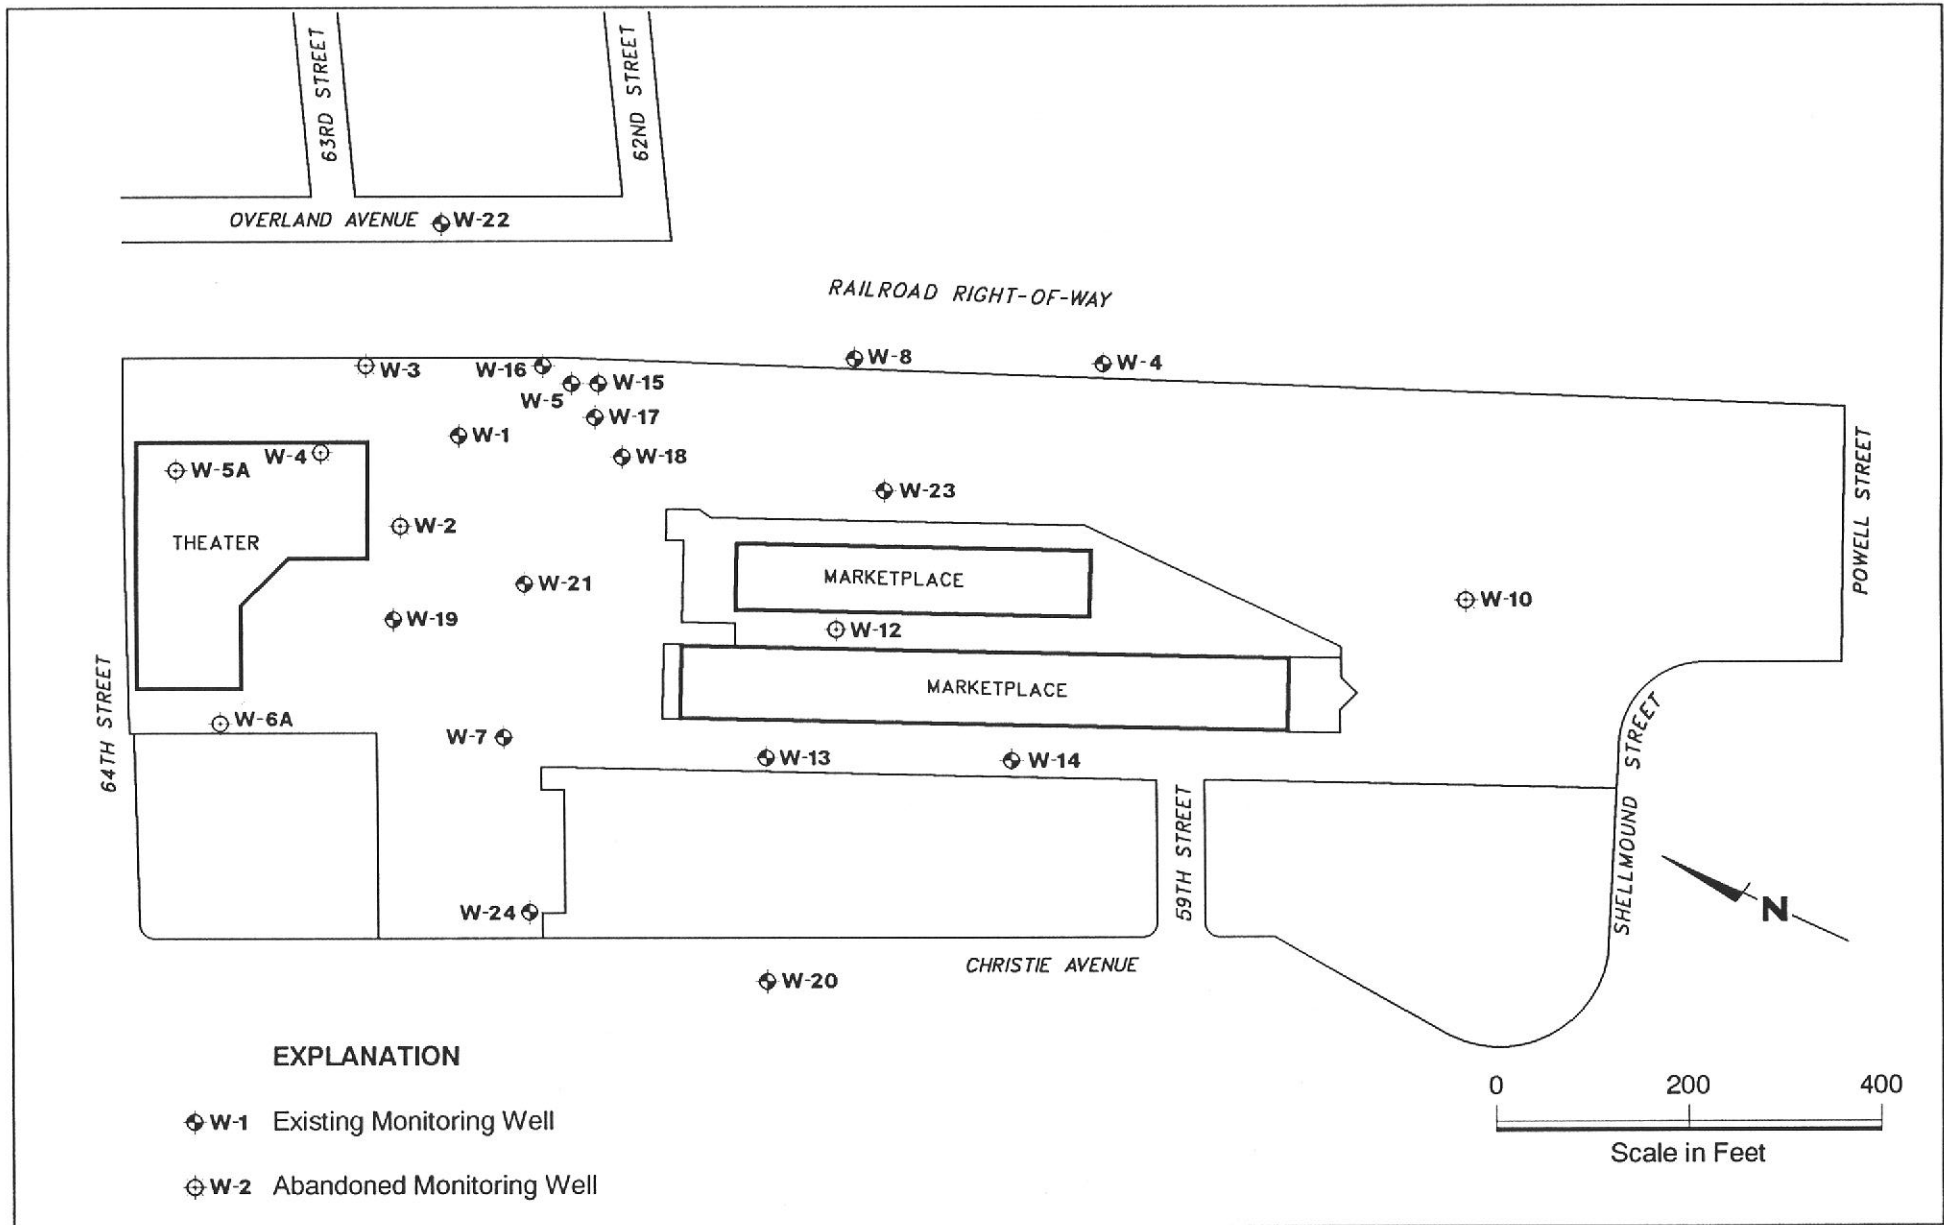 63RD STREET
62ND STREET
OVERLAND AVENUE
W-22
RAILROAD RIGHT-OF-WAY
W-3
W-16
W-8
W-4
W-5
W-15
W-17
W-1
W-18
W-4
W-5A
W-23
W-2
THEATER
MARKETPLACE
W-21
W-10
W-19
W-12
POWELL STREET
MARKETPLACE
64TH STREET
W-6A
W-7
W-13
W-14
59TH STREET
SHELLMOUND STREET
W-24
N
CHRISTIE AVENUE
W-20
EXPLANATION
W-1 Existing Monitoring Well
W-2 Abandoned Monitoring Well
0 200 400
Scale in Feet